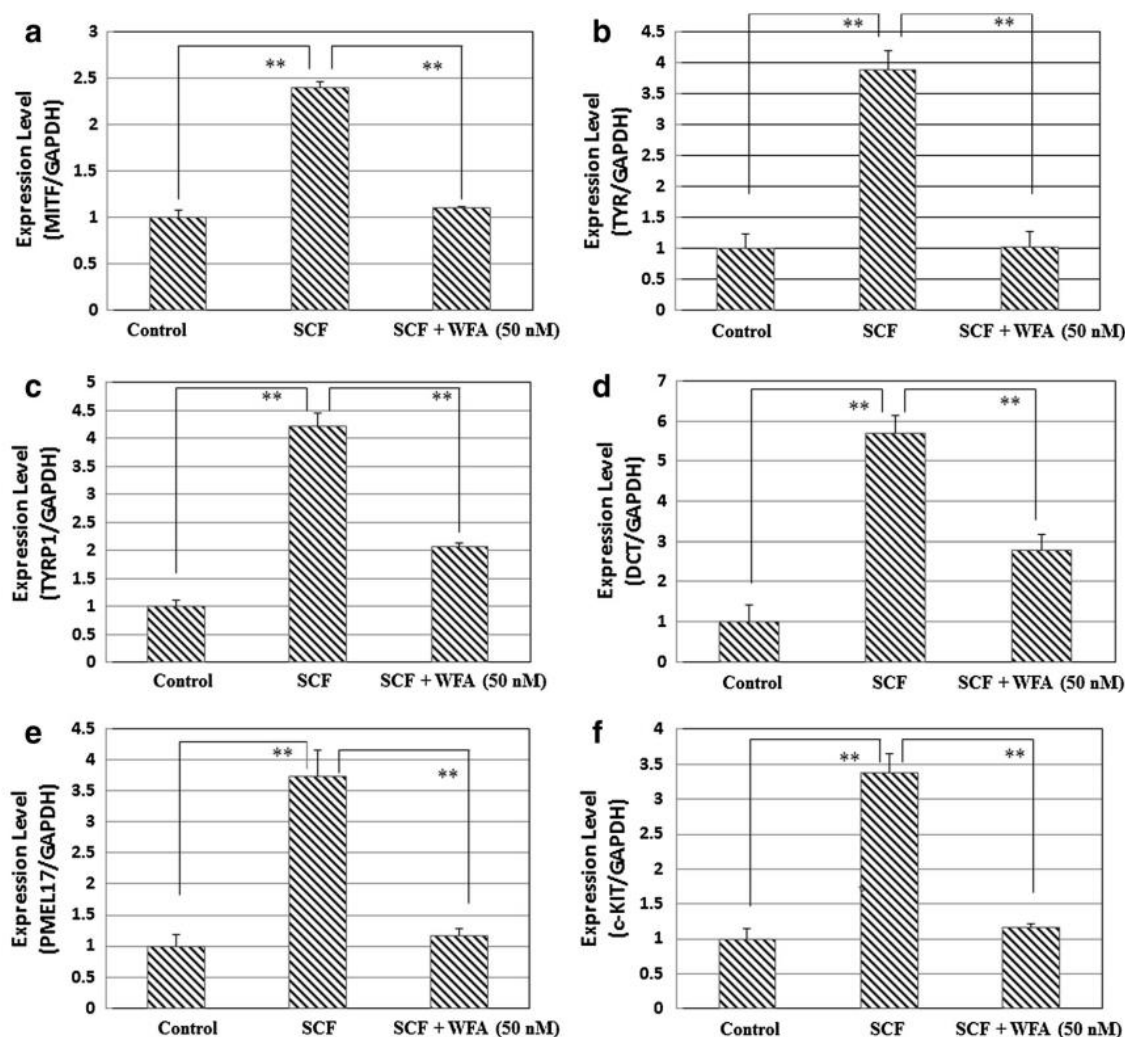 a
3
2.5
2
1.5
1
0.5
0
Expression Level
(MITF/GAPDH)
** **
Control SCF SCF + WFA (50 nM)
b
4.5
4
3.5
3
2.5
2
1.5
1
0.5
0
Expression Level
(TYR/GAPDH)
** **
Control SCF SCF + WFA (50 nM)
c
5
4.5
4
3.5
3
2.5
2
1.5
1
0.5
0
Expression Level
(TYRP1/GAPDH)
** **
Control SCF SCF + WFA (50 nM)
d
7
6
5
4
3
2
1
0
Expression Level
(DCT/GAPDH)
** **
Control SCF SCF + WFA (50 nM)
e
4.5
4
3.5
3
2.5
2
1.5
1
0.5
0
Expression Level
(PMEL17/GAPDH)
**
**
Control SCF SCF + WFA (50 nM)
f
4
3.5
3
2.5
2
1.5
1
0.5
0
Expression Level
(c-KIT/GAPDH)
** **
Control SCF SCF + WFA (50 nM)